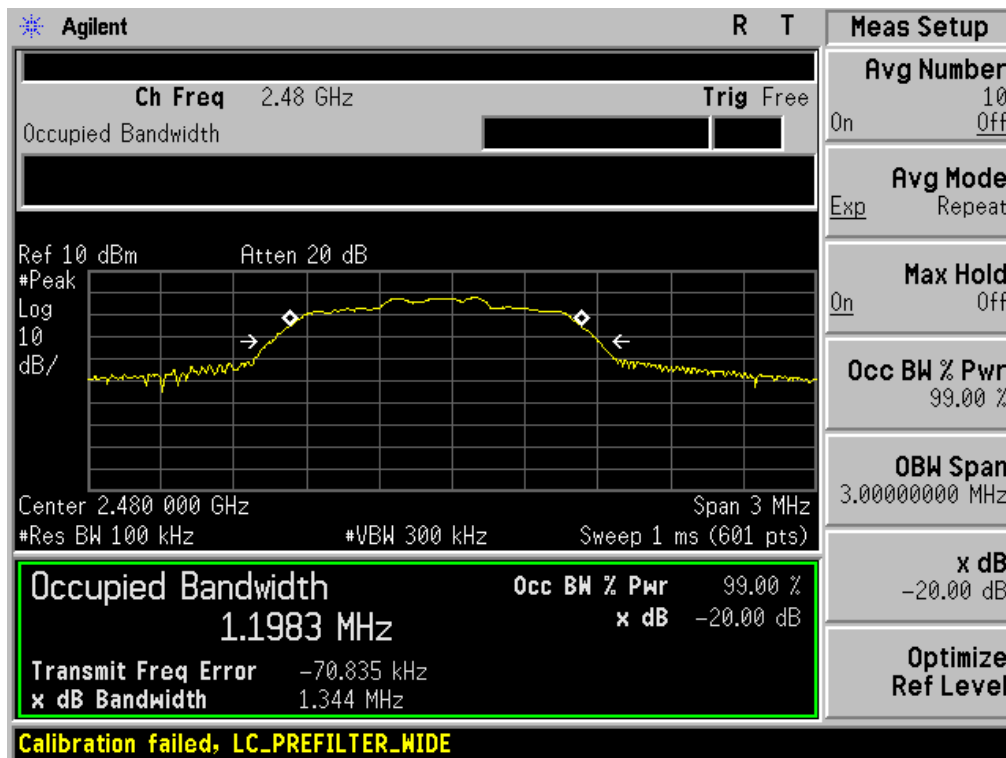 Agilent R T
Ch Freq 2.48 GHz Trig Free
Occupied Bandwidth
Ref 10 dBm Atten 20 dB
#Peak
Log
10
dB/
Center 2.480 000 GHz Span 3 MHz
#Res BW 100 kHz #VBW 300 kHz Sweep 1 ms (601 pts)
Occupied Bandwidth Occ BW % Pwr 99.00 %
1.1983 MHz x dB -20.00 dB
Transmit Freq Error -70.835 kHz
x dB Bandwidth 1.344 MHz
Calibration failed, LC_PREFILTER_WIDE
Meas Setup
Avg Number
10
On Off
Avg Mode
Exp Repeat
Max Hold
On Off
Occ BW % Pwr
99.00 %
OBW Span
3.00000000 MHz
x dB
-20.00 dB
Optimize
Ref Level